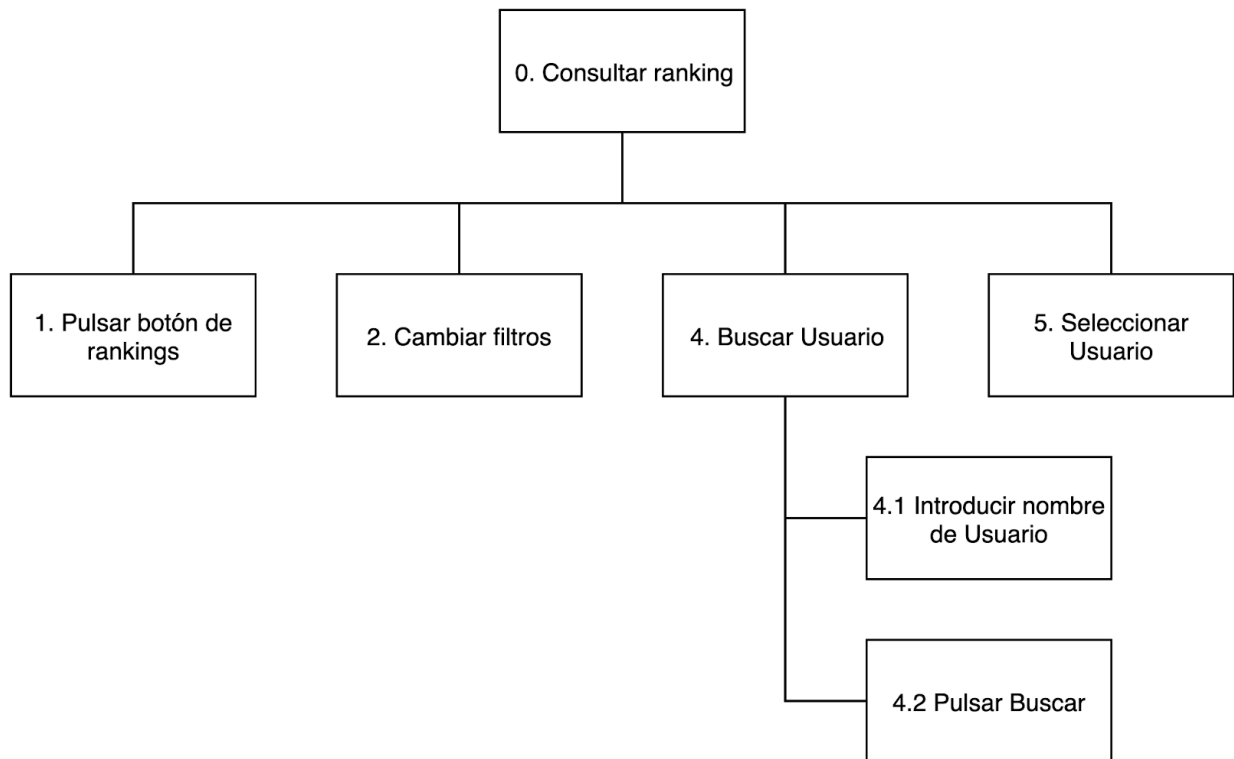 0. Consultar ranking
1. Pulsar botón de
rankings
2. Cambiar filtros
4. Buscar Usuario
5. Seleccionar
Usuario
4.1 Introducir nombre
de Usuario
4.2 Pulsar Buscar